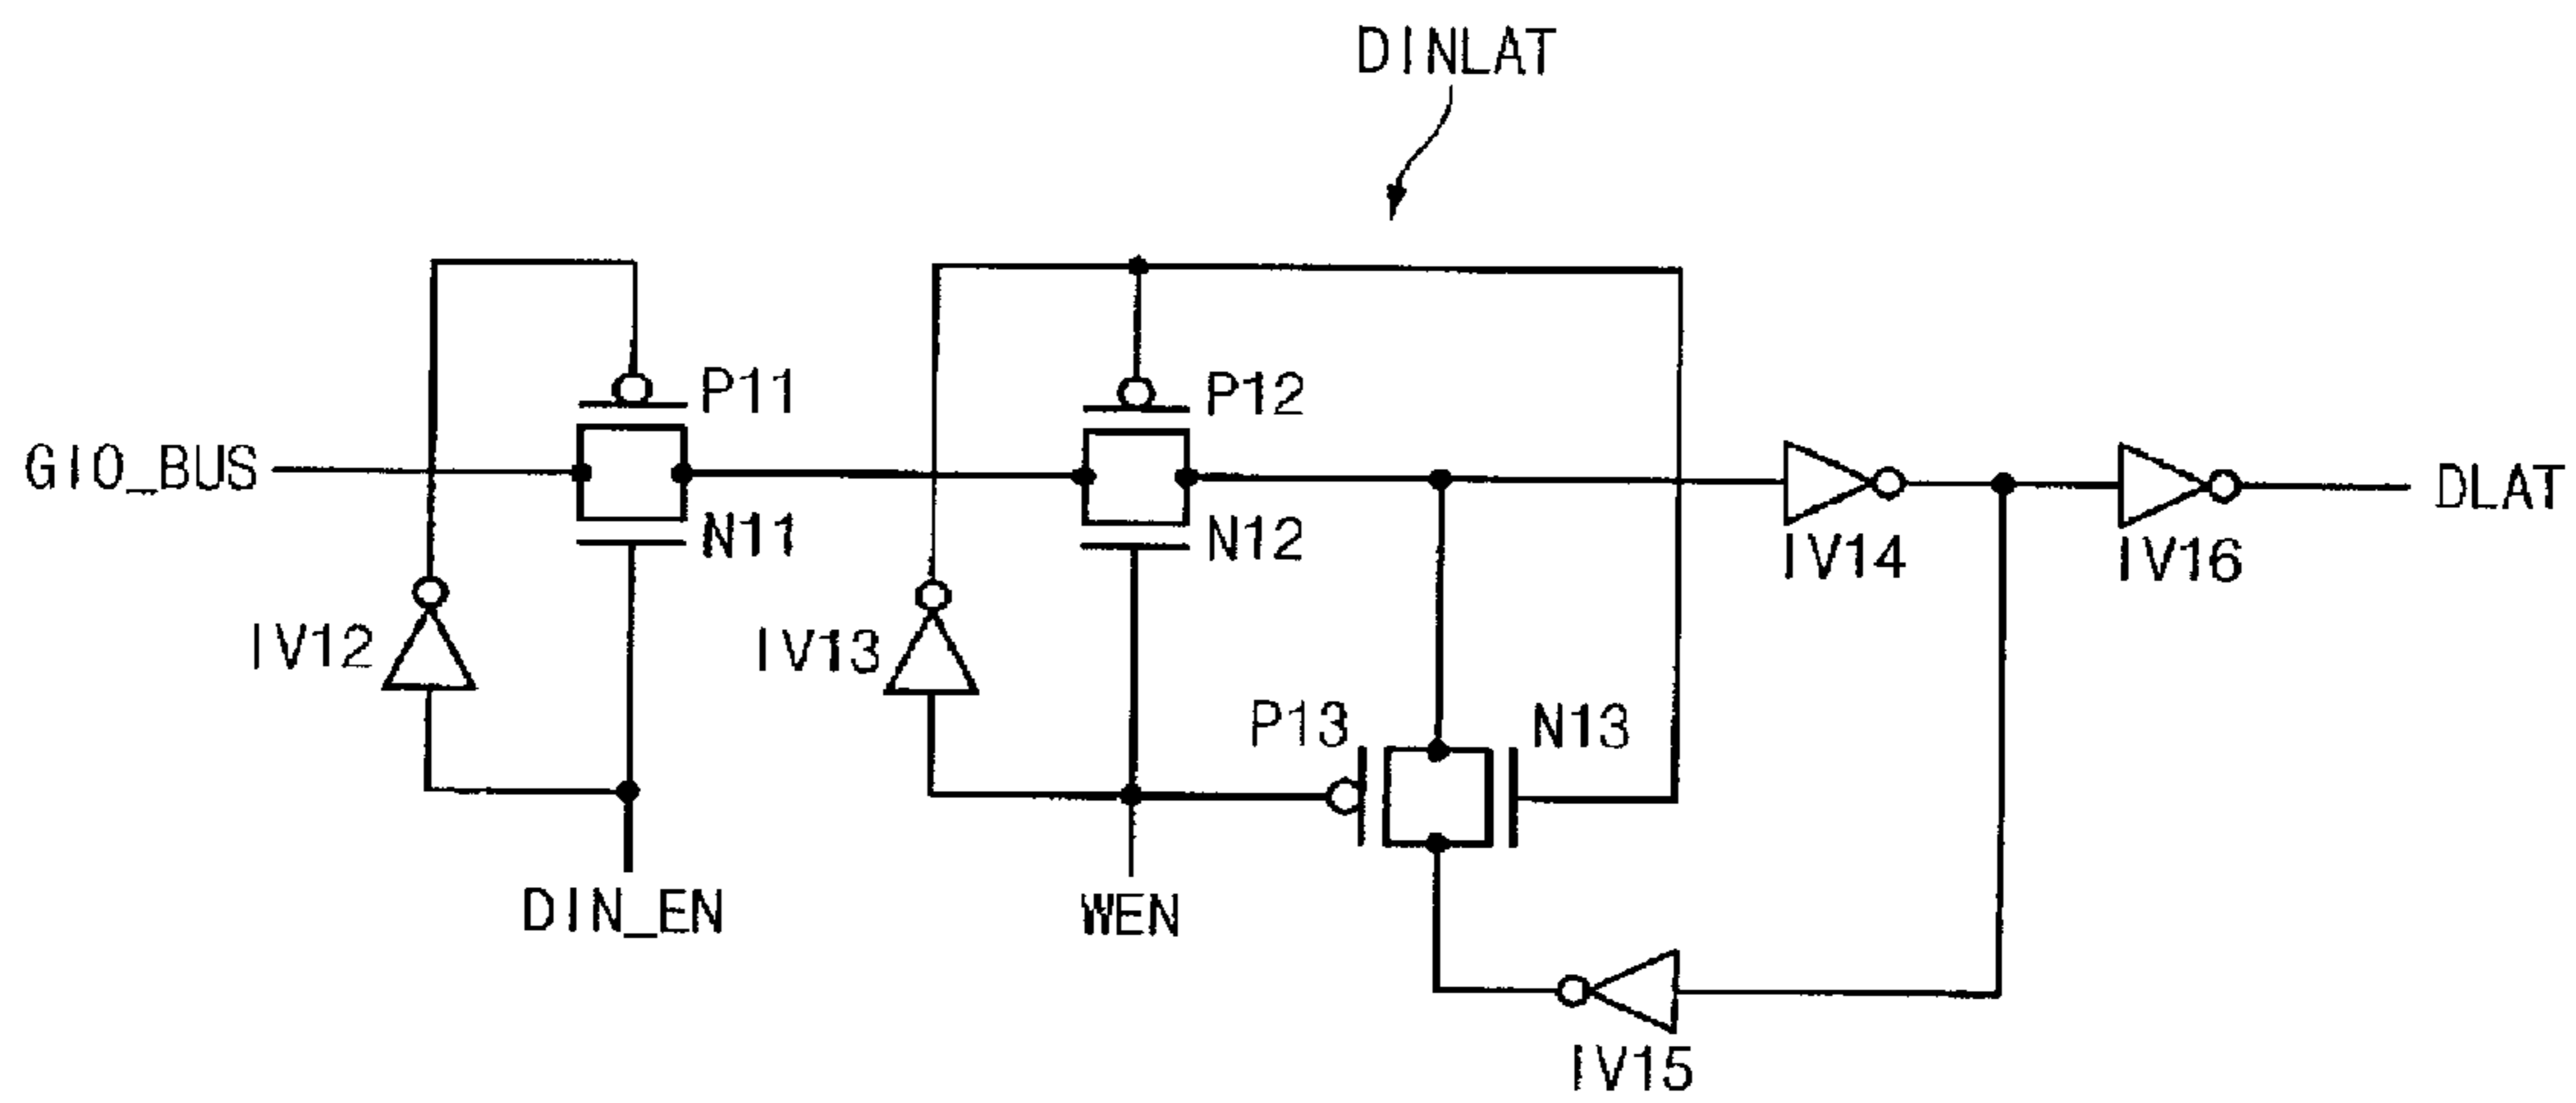 DINLAT
P11
P12
GIO_BUS
DLAT
N11
N12
IV14
IV16
IV12
IV13
P13
N13
DIN_EN
WEN
IV15